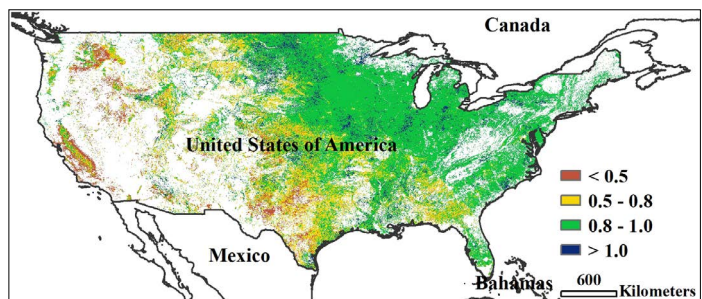 Canada
United States of America
< 0.5
0.5 - 0.8
0.8 - 1.0
> 1.0
Mexico
Bahamas
600
Kilometers